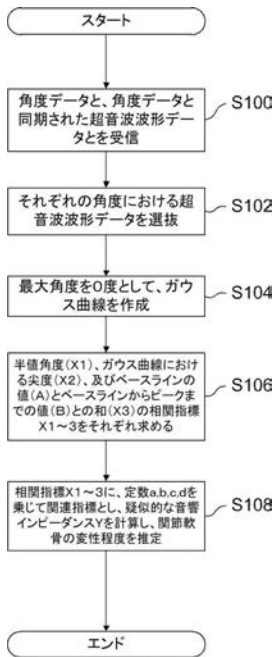 スタート
角度データと、角度データと
同期された超音波波形デー
タとを受信
S100
それぞれの角度における超
音波波形データを選抜
S102
最大角度を0度として、ガウ
ス曲線を作成
S104
半値角度(X1)、ガウス曲線におけ
る尖度(X2)、及びベースラインの
値(A)とベースラインからピークま
での値(B)との和(X3)の相関指標
X1~3をそれぞれ求める
S106
相関指標X1~3に、定数a,b,c,dを
乗じて関連指標とし、疑似的な音響
インピーダンスYを計算し、関節軟
骨の変性程度を推定
S108
エンド